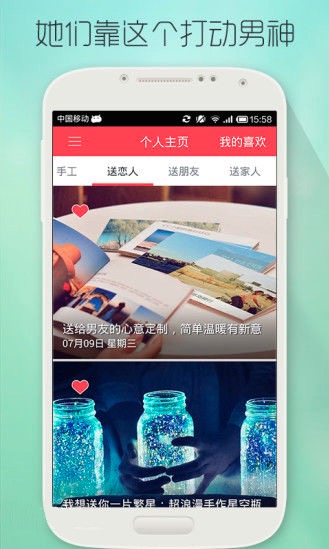 她们靠这个打动男神
中国移动 15:58
个人主页 我的喜欢
手工 送恋人 送朋友 送家人
送给男友的心意定制，简单温暖有新意
07月09日 星期三
我想送你一片繁星：超浪漫手作星空瓶